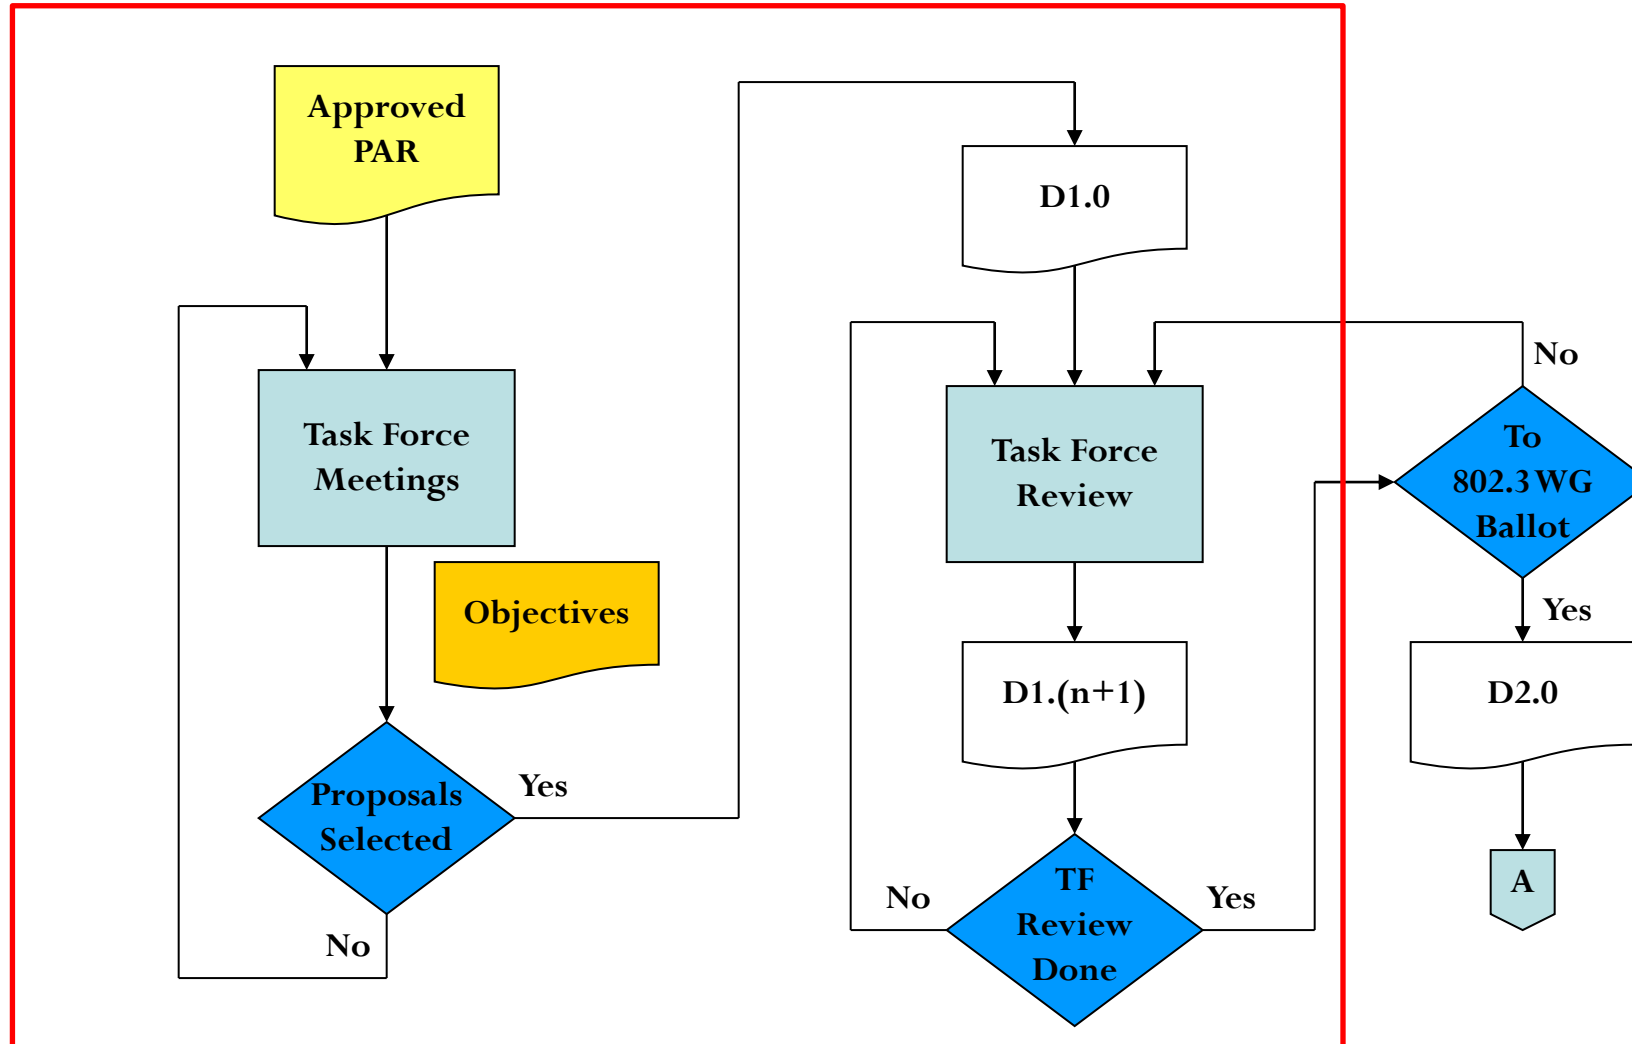 Approved
PAR
Task Force
Meetings
Objectives
Proposals
Selected
Yes
No
D1.0
Task Force
Review
D1.(n+1)
TF
Review
Done
No
Yes
No
To
802.3 WG
Ballot
Yes
D2.0
A